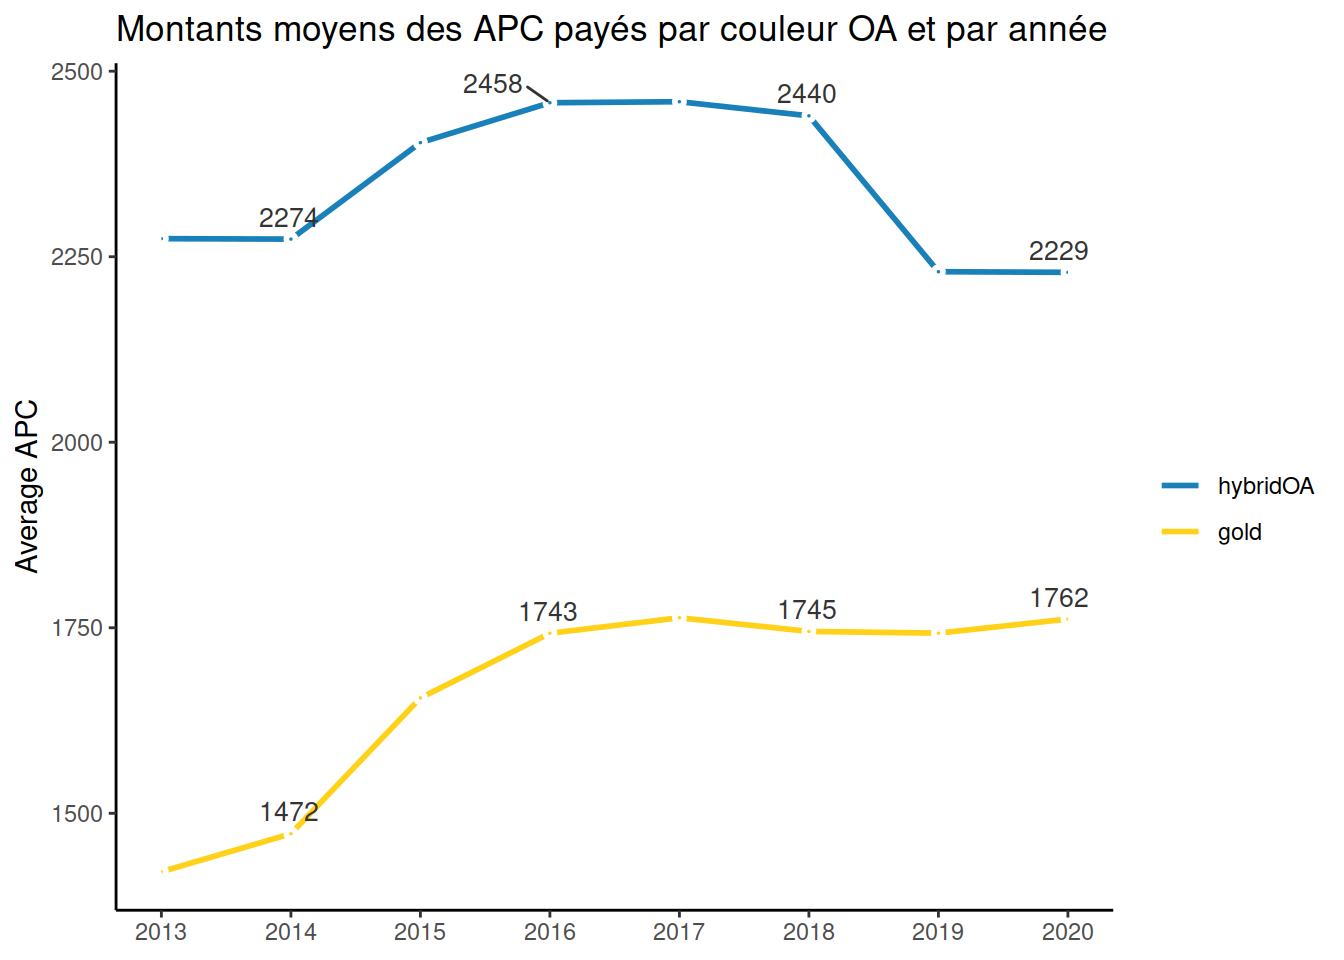 Montants moyens des APC payés par couleur OA et par année
Average APC
2500
2250
2000
1750
1500
2458
2440
2274
2229
1743
1745
1762
1472
hybridOA
gold
2013 2014 2015 2016 2017 2018 2019 2020